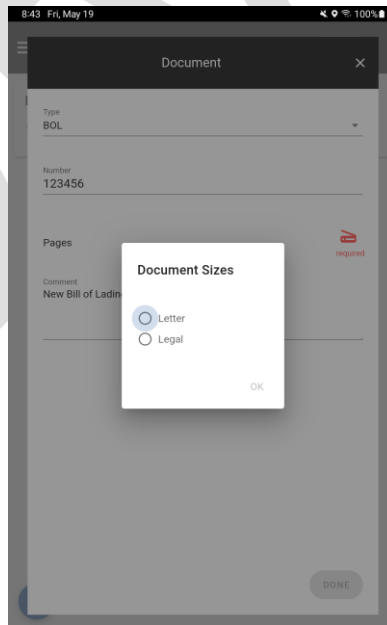 8:43 Fri, May 19
100%
Document
Type
BOL
Number
123456
Pages
required
Comment
New Bill of Ladin
Document Sizes
Letter
Legal
OK
DONE